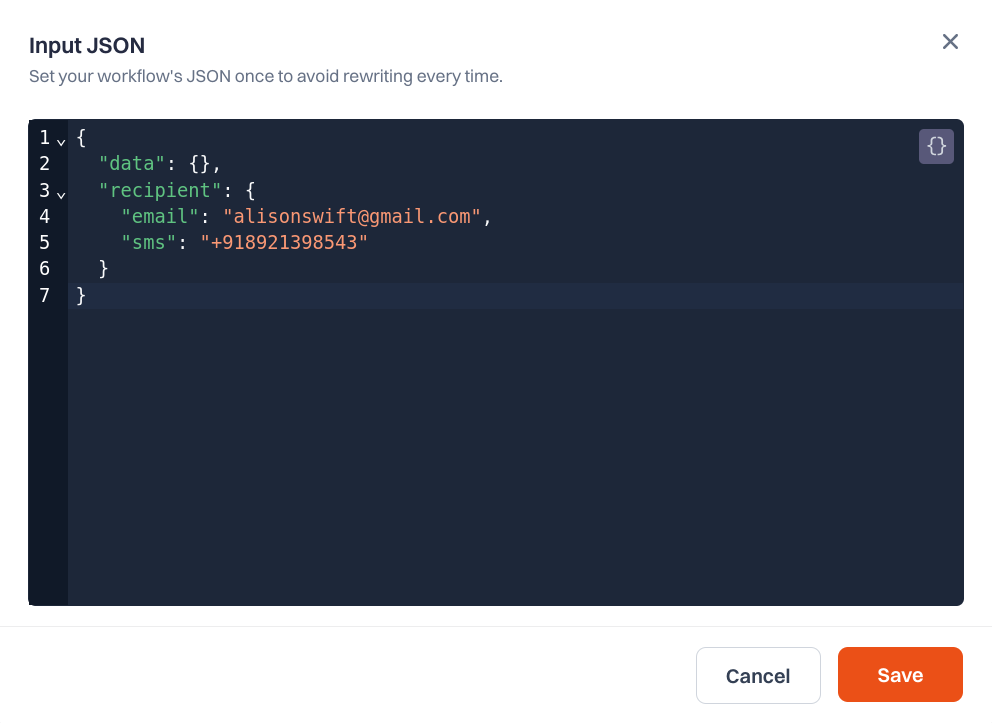 Input JSON
Set your workflow's JSON once to avoid rewriting every time.
{}
1 {
2 "data": {},
3 "recipient": {
4 "email": "alisonswift@gmail.com",
5 "sms": "+918921398543"
6 }
7 }
Cancel
Save